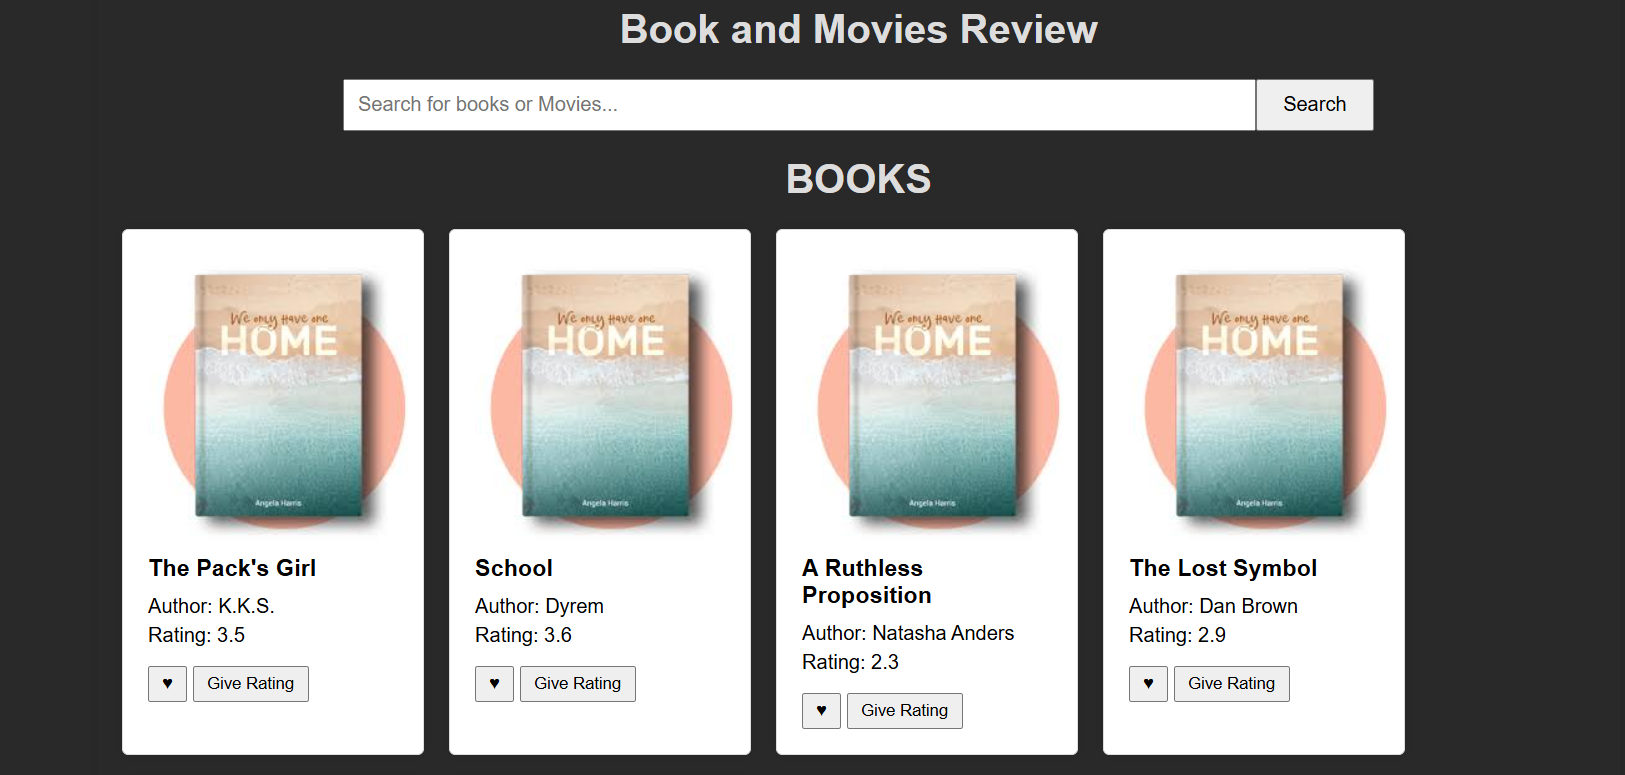 Book and Movies Review
Search for books or Movies...
Search
BOOKS
We only Have one
HOME
Angela Harris
The Pack's Girl
Author: K.K.S.
Rating: 3.5
♥ Give Rating
We only Have one
HOME
Angela Harris
School
Author: Dyrem
Rating: 3.6
♥ Give Rating
We only Have one
HOME
Angela Harris
A Ruthless
Proposition
Author: Natasha Anders
Rating: 2.3
♥ Give Rating
We only Have one
HOME
Angela Harris
The Lost Symbol
Author: Dan Brown
Rating: 2.9
♥ Give Rating